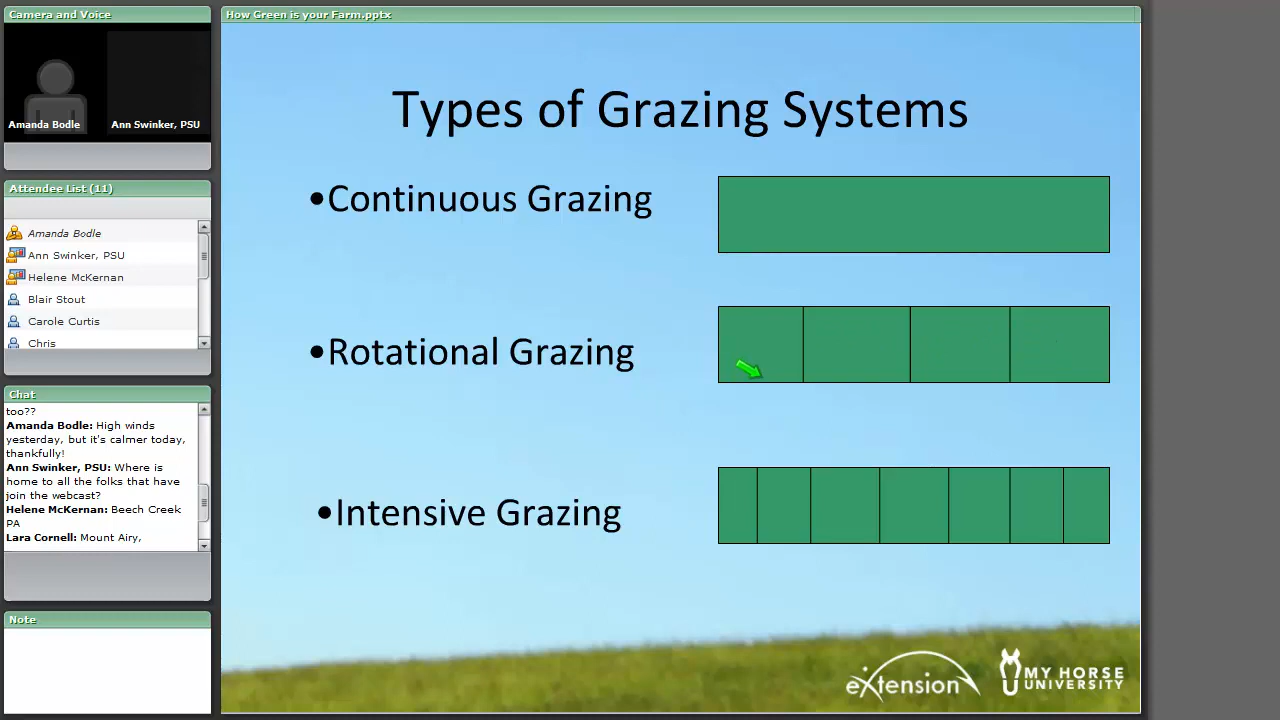 Camera and Voice
Amanda Bodle
Ann Swinker, PSU
Attendee List (11)
Amanda Bodle
Ann Swinker, PSU
Helene McKernan
Blair Stout
Carole Curtis
Chris
Chat
too??
Amanda Bodle: High winds
yesterday, but it's calmer today,
thankfully!
Ann Swinker, PSU: Where is
home to all the folks that have
join the webcast?
Helene McKernan: Beech Creek
PA
Lara Cornell: Mount Airy,
Note
How Green is your Farm.pptx
Types of Grazing Systems
•Continuous Grazing
•Rotational Grazing
•Intensive Grazing
eXtension
MY HORSE
UNIVERSITY